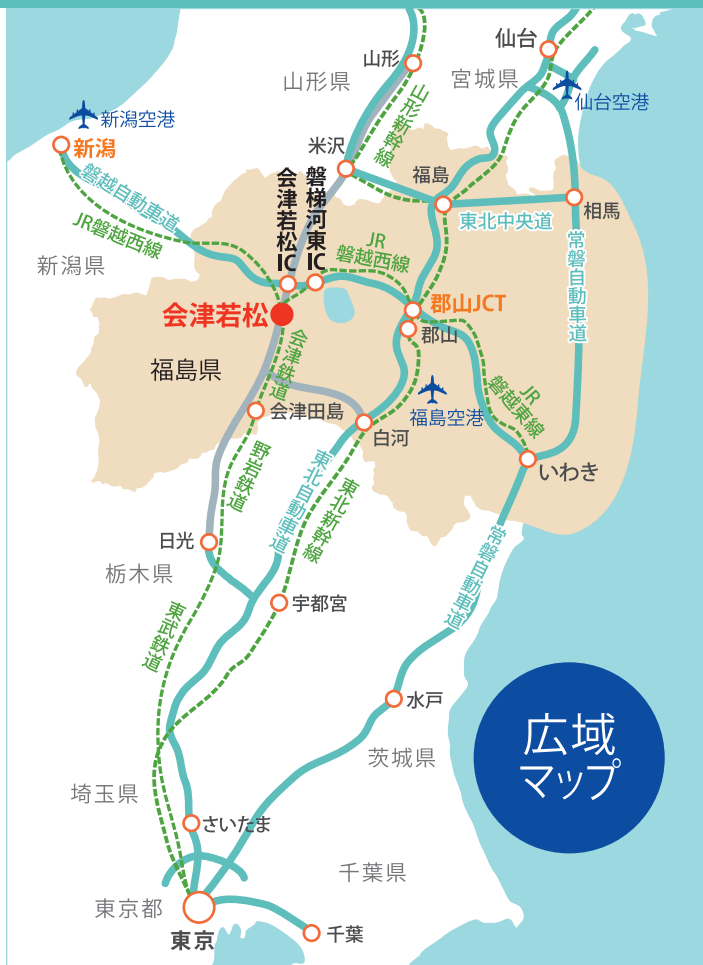 仙台
山形
山形県
宮城県
山形新幹線
仙台空港
新潟空港
新潟
米沢
磐越自動車道
会津若松IC
磐梯河東IC
福島
相馬
東北中央道
JR磐越西線
JR
磐越西線
常磐自動車道
新潟県
郡山JCT
会津若松
郡山
会津鉄道
福島県
福島空港
JR
磐越東線
会津田島
白河
野岩鉄道
いわき
東北自動車道
東北新幹線
日光
常磐自動車道
栃木県
宇都宮
東武鉄道
水戸
広域
マップ
茨城県
埼玉県
さいたま
千葉県
東京都
東京
千葉